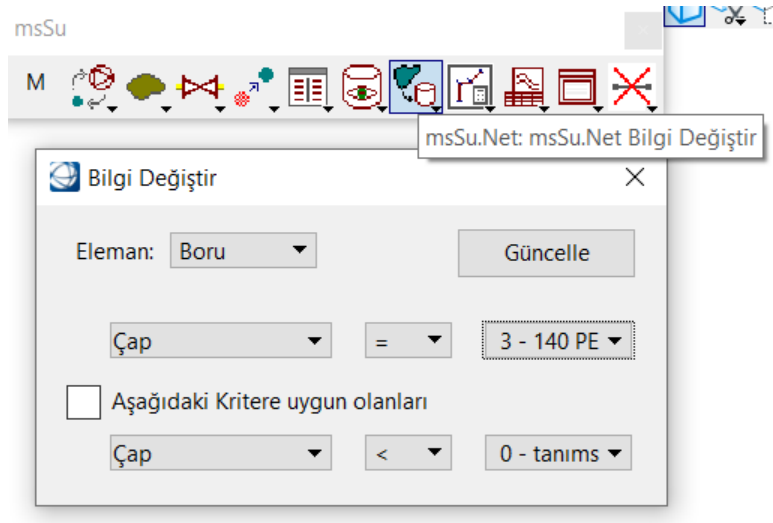 msSu
M
msSu.Net: msSu.Net Bilgi Değiştir
Bilgi Değiştir
Eleman: Boru Güncelle
Çap = 3 - 140 PE
Aşağıdaki Kritere uygun olanları
Çap < 0 - tanıms